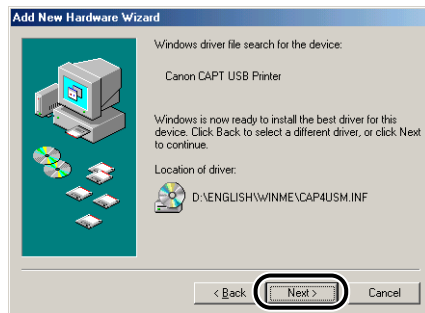 Add New Hardware Wizard
Windows driver file search for the device:
Canon CAPT USB Printer
Windows is now ready to install the best driver for this
device. Click Back to select a different driver, or click Next
to continue.
Location of driver:
D:\ENGLISH\WINME\CAP4USM.INF
< Back
Next >
Cancel